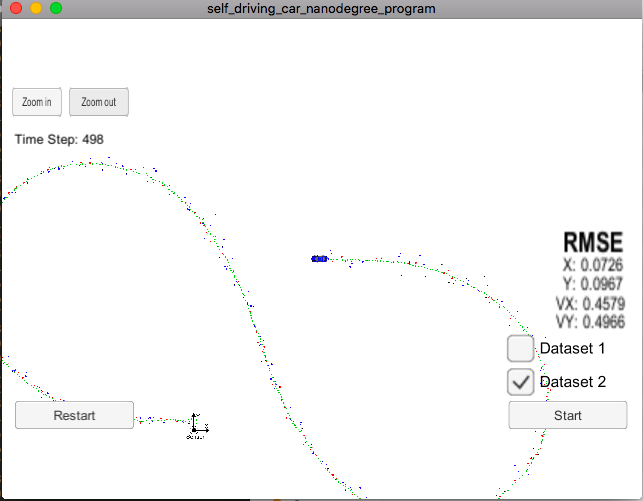 self_driving_car_nanodegree_program
Zoom in
Zoom out
Time Step: 498
RMSE
X: 0.0726
Y: 0.0967
VX: 0.4579
VY: 0.4966
Dataset 1
Dataset 2
Restart
Start
Sensor